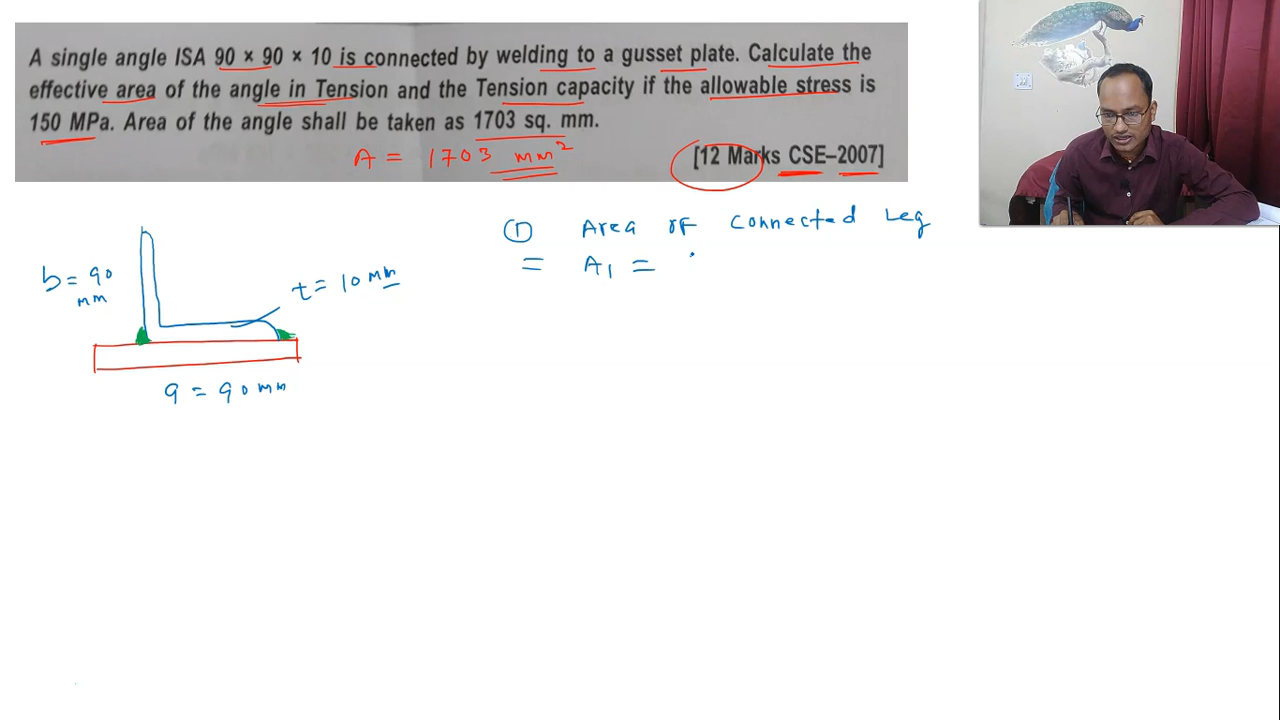 A single angle ISA 90 × 90 × 10 is connected by welding to a gusset plate. Calculate the
effective area of the angle in Tension and the Tension capacity if the allowable stress is
150 MPa. Area of the angle shall be taken as 1703 sq. mm.
A = 1703 mm²
[12 Marks CSE–2007]
① Area of connected Leg
= A₁ =
b = 90
mm
t = 10 mm
a = 90 mm